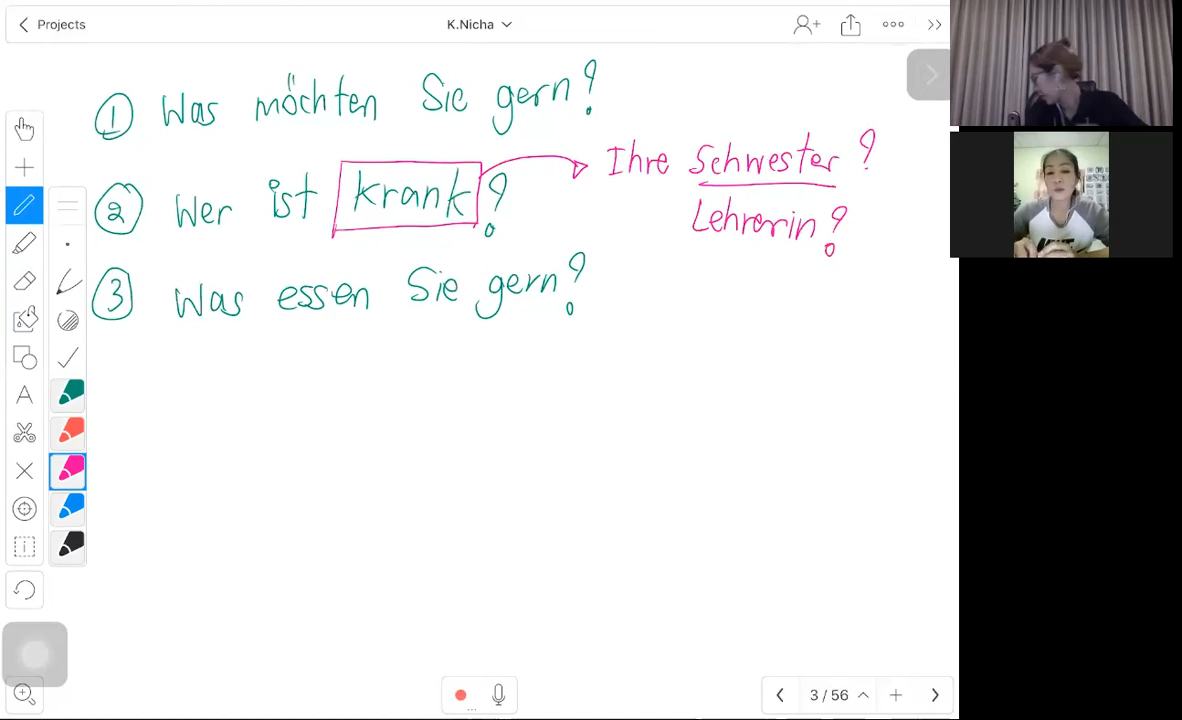 Projects
K.Nicha
① Was möchten Sie gern?
② Wer ist krank?
Ihre Schwester?
Lehrerin?
③ Was essen Sie gern?
3 / 56